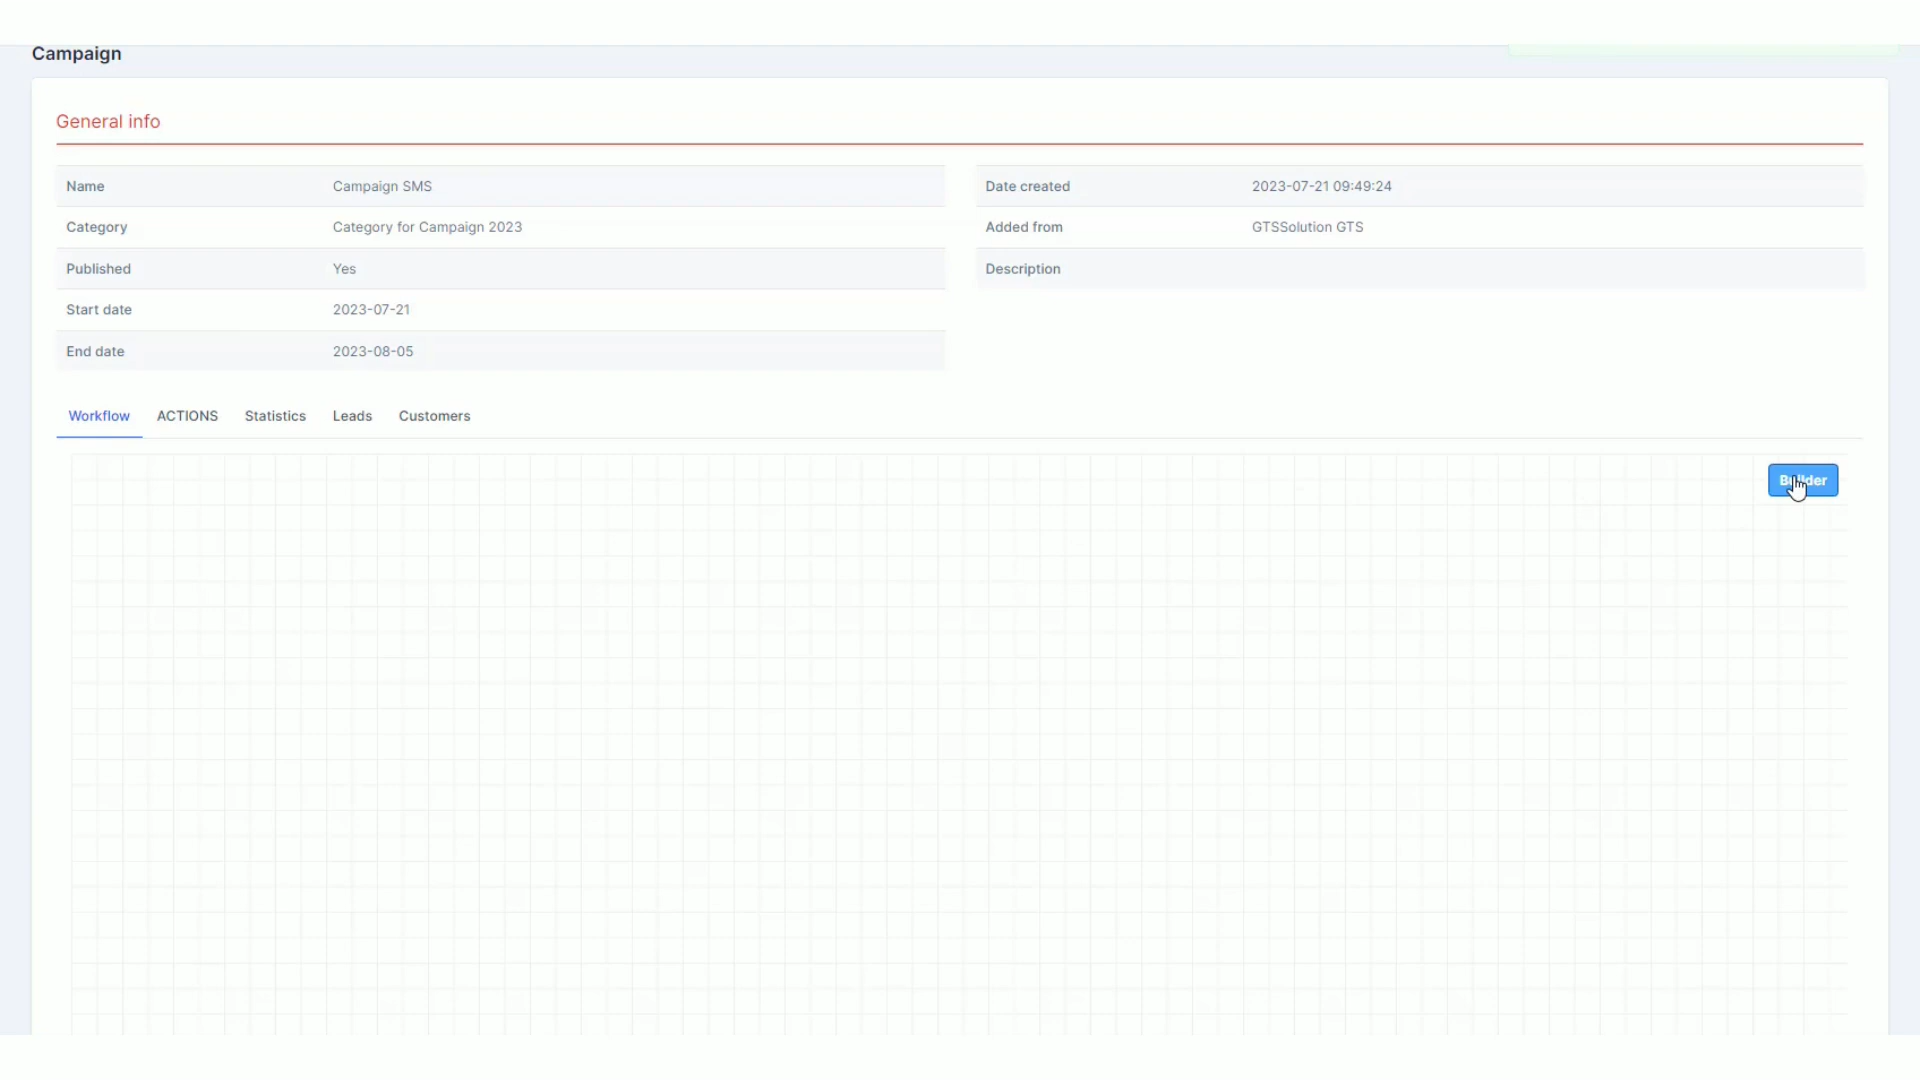 Campaign
General info
Name Campaign SMS
Category Category for Campaign 2023
Published Yes
Start date 2023-07-21
End date 2023-08-05
Date created 2023-07-21 09:49:24
Added from GTSSolution GTS
Description
Workflow ACTIONS Statistics Leads Customers
Builder